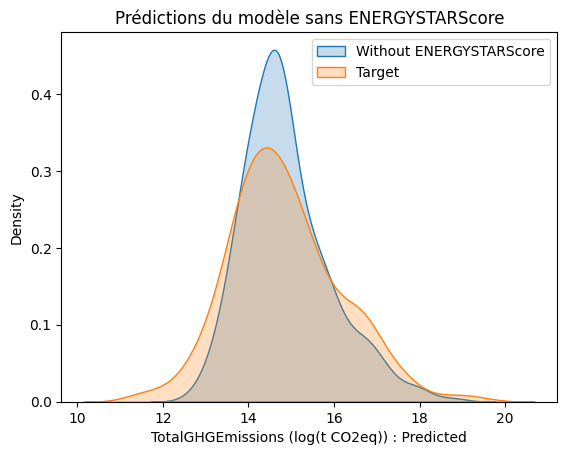 Prédictions du modèle sans ENERGYSTARScore
Without ENERGYSTARScore
Target
Density
0.4
0.3
0.2
0.1
0.0
10
12
14
16
18
20
TotalGHGEmissions (log(t CO2eq)) : Predicted